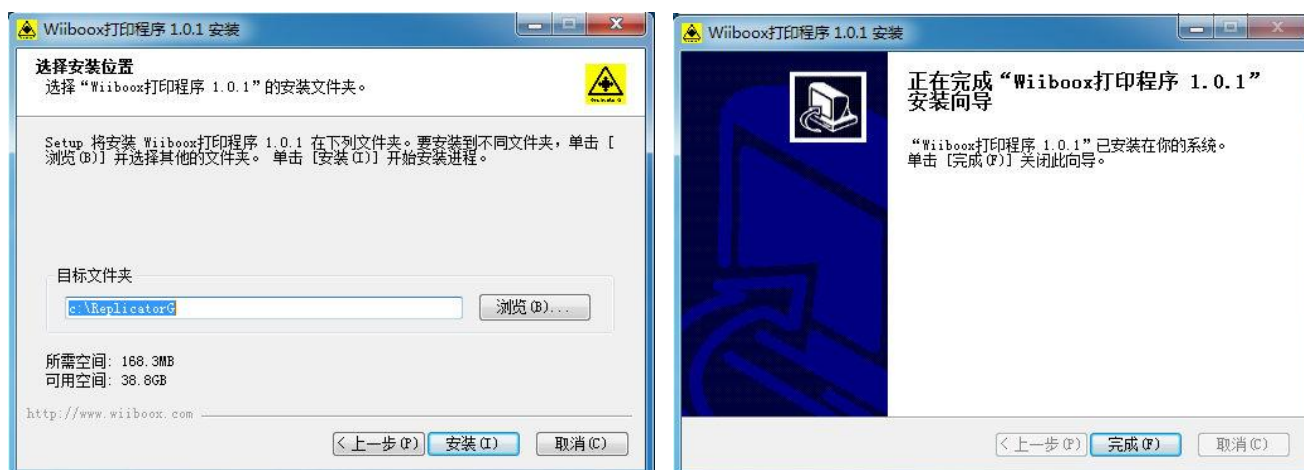 Wiiboox打印程序 1.0.1 安装
选择安装位置
选择“Wiiboox打印程序 1.0.1”的安装文件夹。
Setup 将安装 Wiiboox打印程序 1.0.1 在下列文件夹。要安装到不同文件夹，单击 [
浏览(B)] 并选择其他的文件夹。 单击 [安装(I)] 开始安装进程。
目标文件夹
c:\ReplicatorG
浏览(B)...
所需空间: 168.3MB
可用空间: 38.8GB
http://www.wiiboox.com
<上一步(P) 安装(I) 取消(C)
Wiiboox打印程序 1.0.1 安装
正在完成“Wiiboox打印程序 1.0.1”
安装向导
“Wiiboox打印程序 1.0.1”已安装在你的系统。
单击 [完成(F)] 关闭此向导。
<上一步(P) 完成(F) 取消(C)